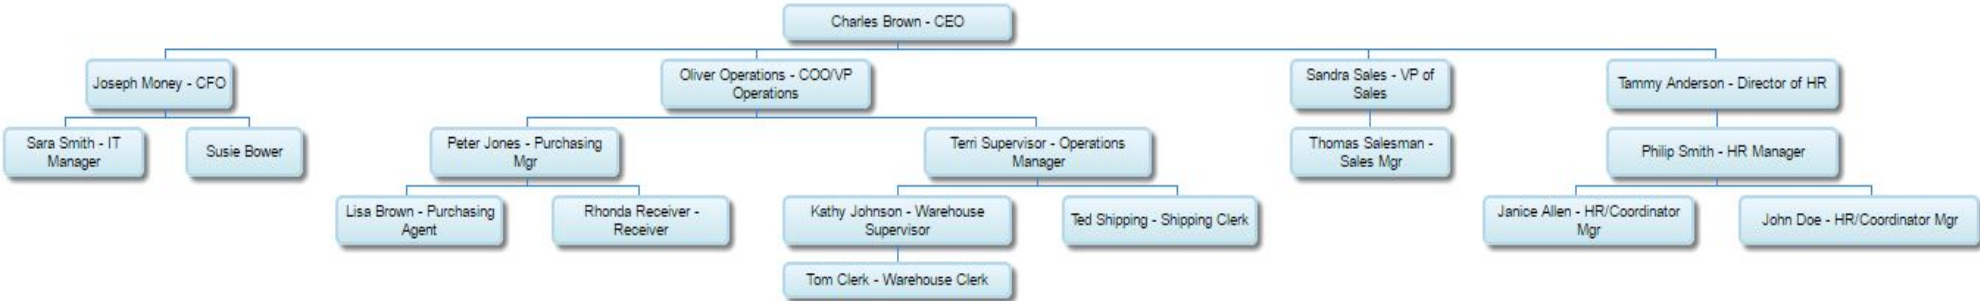 Charles Brown - CEO
Joseph Money - CFO
Oliver Operations - COO/VP
Operations
Sandra Sales - VP of
Sales
Tammy Anderson - Director of HR
Sara Smith - IT
Manager
Susie Bower
Peter Jones - Purchasing
Mgr
Terri Supervisor - Operations
Manager
Thomas Salesman -
Sales Mgr
Philip Smith - HR Manager
Lisa Brown - Purchasing
Agent
Rhonda Receiver -
Receiver
Kathy Johnson - Warehouse
Supervisor
Ted Shipping - Shipping Clerk
Janice Allen - HR/Coordinator
Mgr
John Doe - HR/Coordinator Mgr
Tom Clerk - Warehouse Clerk